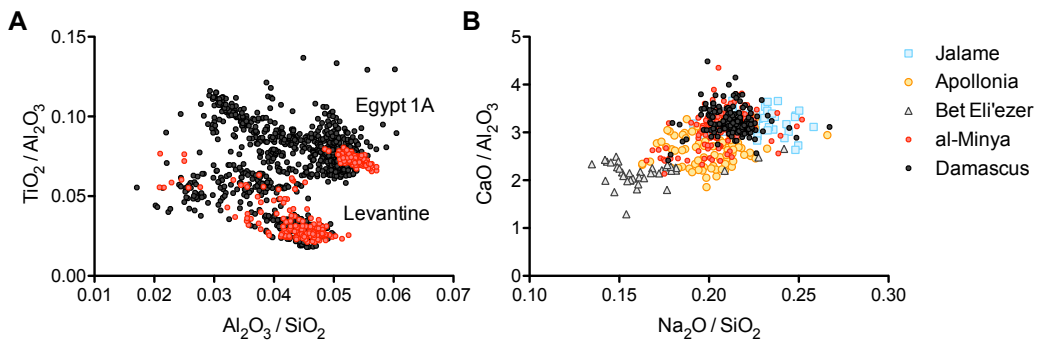 A
0.15
0.10
0.05
0.00
TiO₂ / Al₂O₃
Egypt 1A
Levantine
0.01
0.02
0.03
0.04
0.05
0.06
0.07
Al₂O₃ / SiO₂
B
5
4
3
2
1
0
CaO / Al₂O₃
0.10
0.15
0.20
0.25
0.30
Na₂O / SiO₂
Jalame
Apollonia
Bet Eli'ezer
al-Minya
Damascus